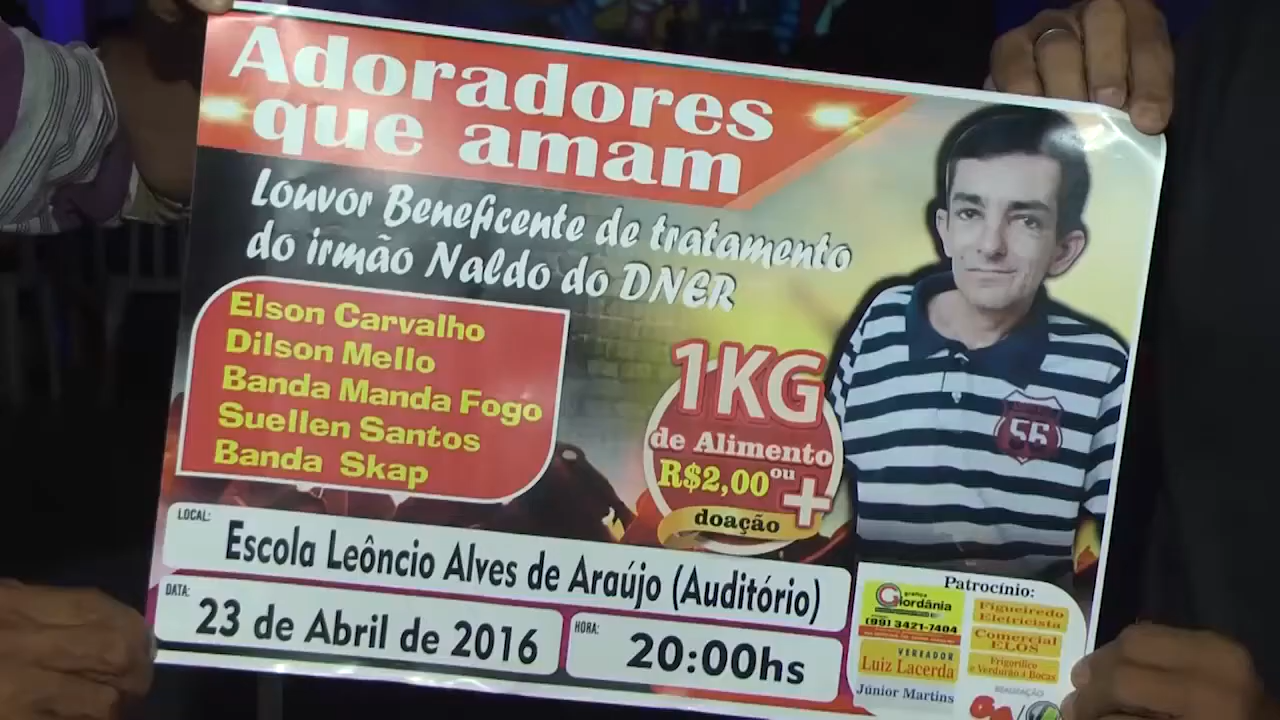 Adoradores
que amam
Louvor Beneficente de tratamento
do irmão Naldo do DNER
Elson Carvalho
Dilson Mello
Banda Manda Fogo
Suellen Santos
Banda Skap
1KG
de Alimento
ou
R$2,00 +
doação
55
LOCAL:
Escola Leôncio Alves de Araújo (Auditório)
DATA:
23 de Abril de 2016
HORA:
20:00hs
Patrocínio:
gráfica
Giordânia
(99) 3421-7404
VEREADOR
Luiz Lacerda
Júnior Martins
Figueiredo
Eletricista
Comercial
ELOS
Frigorífico
e Verdurão 4 Bocas
REALIZAÇÃO